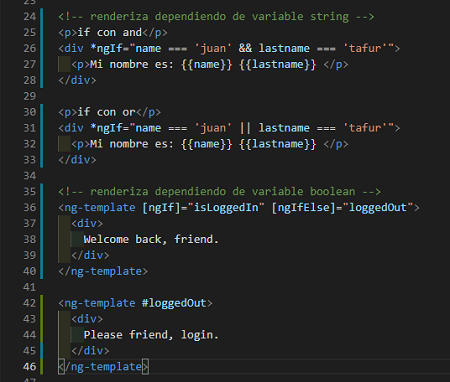 24 <!-- renderiza dependiendo de variable string -->
25 <p>if con and</p>
26 <div *ngIf="name === 'juan' && lastname === 'tafur'">
27 <p>Mi nombre es: {{name}} {{lastname}} </p>
28 </div>
29
30 <p>if con or</p>
31 <div *ngIf="name === 'juan' || lastname === 'tafur'">
32 <p>Mi nombre es: {{name}} {{lastname}} </p>
33 </div>
34
35 <!-- renderiza dependiendo de variable boolean -->
36 <ng-template [ngIf]="isLoggedIn" [ngIfElse]="loggedOut">
37 <div>
38 Welcome back, friend.
39 </div>
40 </ng-template>
41
42 <ng-template #loggedOut>
43 <div>
44 Please friend, login.
45 </div>
46 </ng-template>